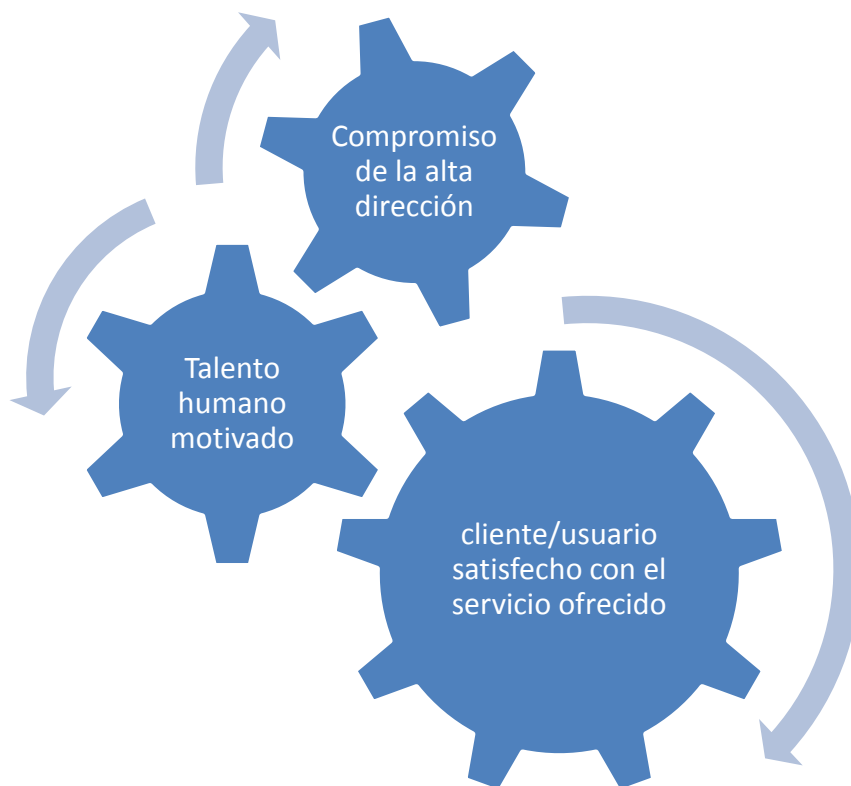 Compromiso
de la alta
dirección
Talento
humano
motivado
cliente/usuario
satisfecho con el
servicio ofrecido